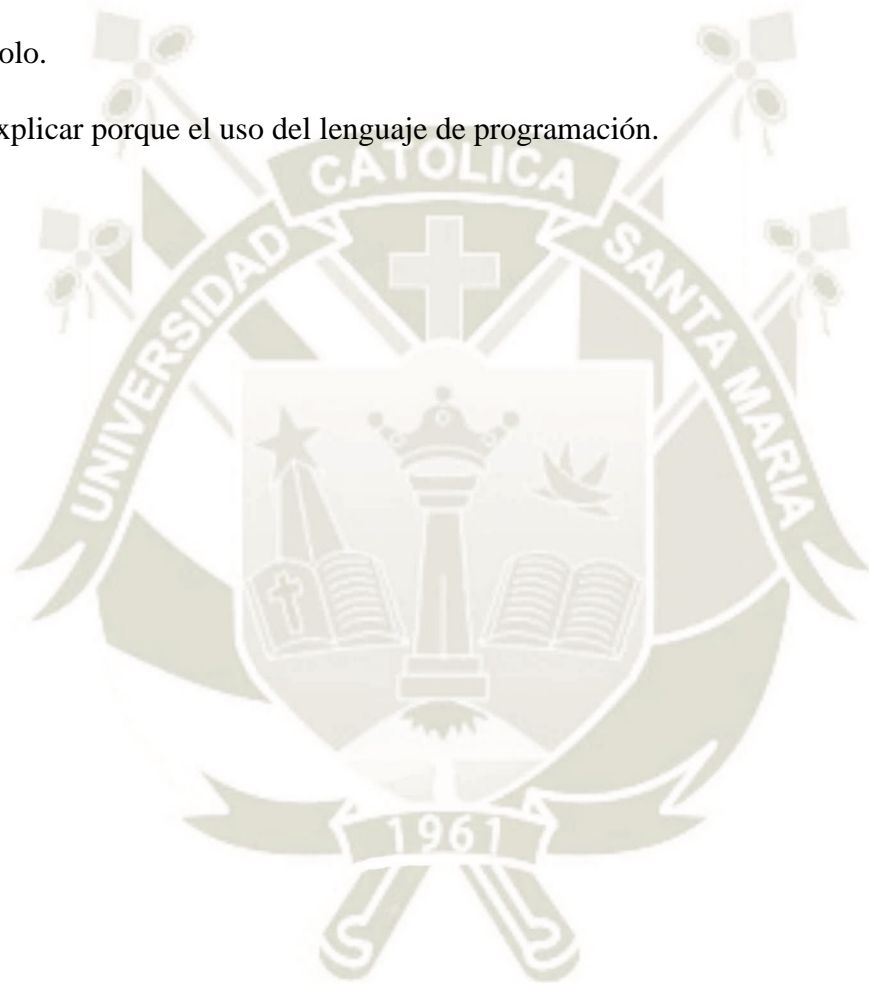 olo.
xplicar porque el uso del lenguaje de programación.
UNIVERSIDAD CATOLICA SANTA MARIA
1961